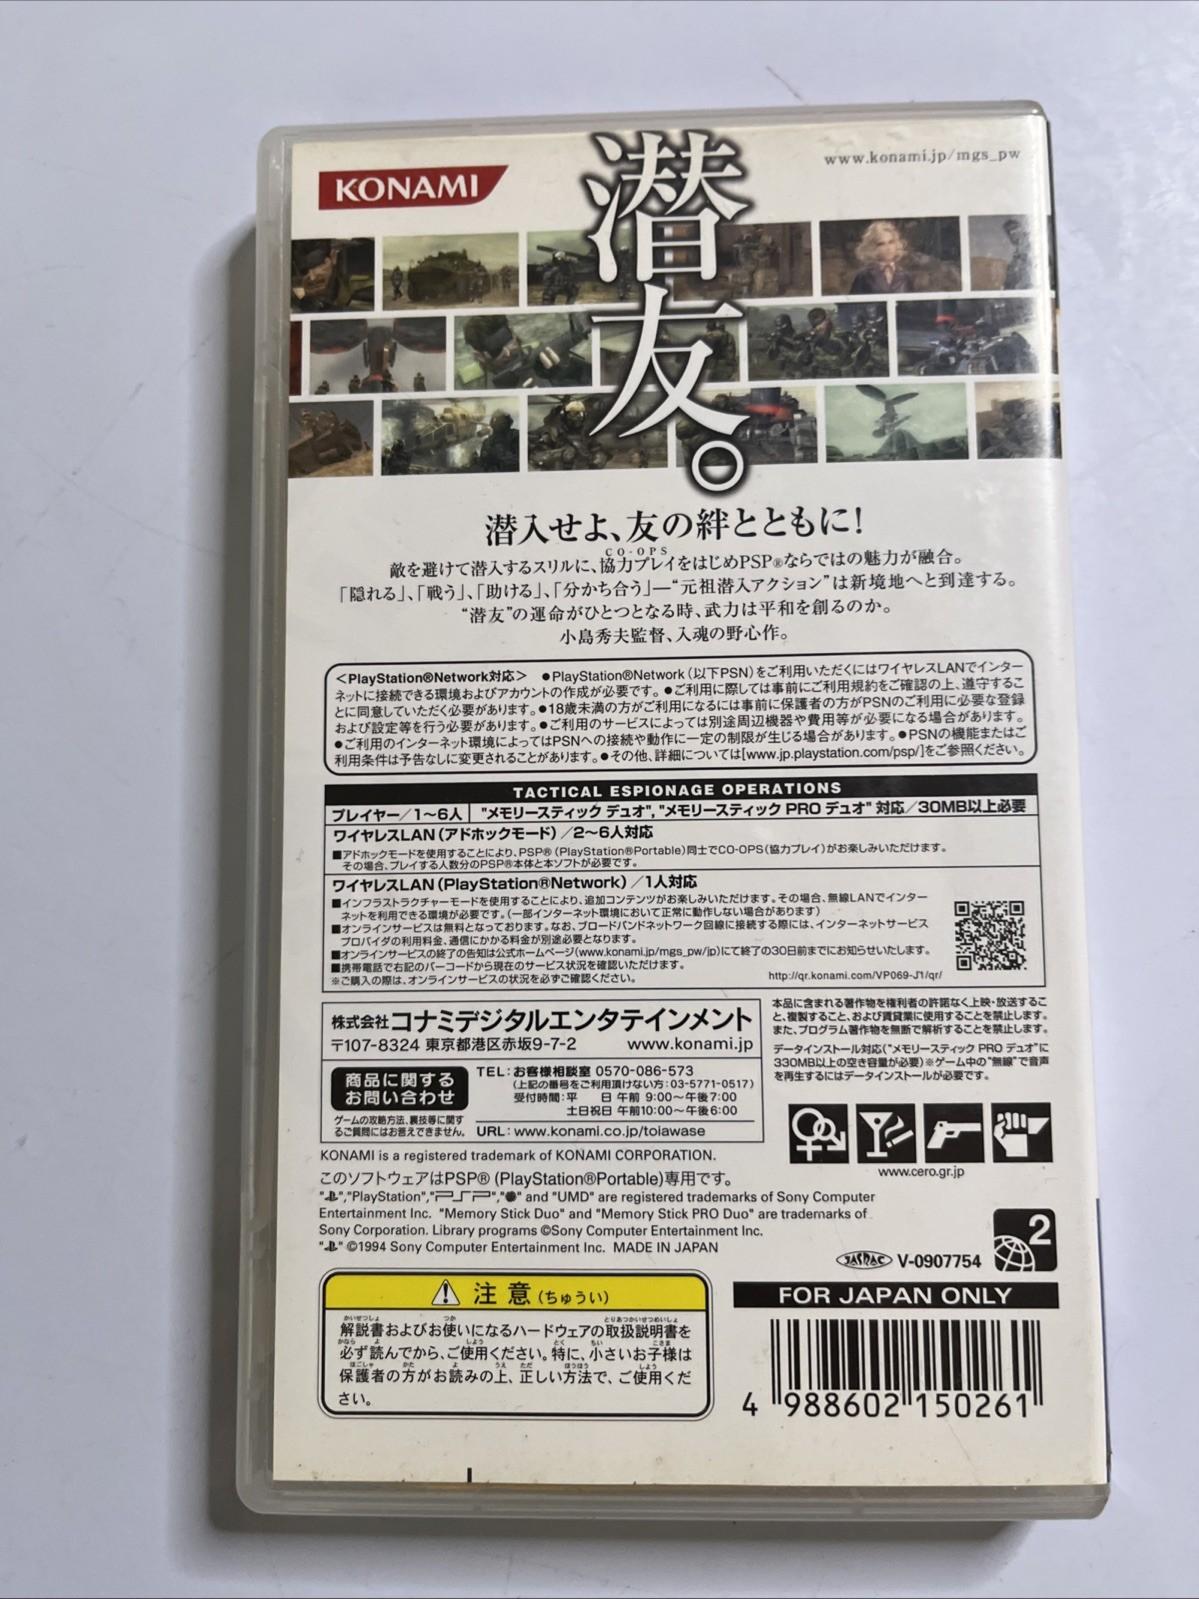 KONAMI
www.konami.jp/mgs_pw
潜友。
潜入せよ、友の絆とともに!
CO-OPS
敵を避けて潜入するスリルに、協力プレイをはじめPSP®ならではの魅力が融合。
「隠れる」、「戦う」、「助ける」、「分かち合う」—“元祖潜入アクション”は新境地へと到達する。
“潜友”の運命がひとつとなる時、武力は平和を創るのか。
小島秀夫監督、入魂の野心作。
<PlayStation®Network対応> ●PlayStation®Network(以下PSN)をご利用いただくにはワイヤレスLANでインター
ネットに接続できる環境およびアカウントの作成が必要です。●ご利用に際しては事前にご利用規約をご確認の上、遵守するこ
とに同意していただく必要があります。●18歳未満の方がご利用になるには事前に保護者の方がPSNのご利用に必要な登録
および設定等を行う必要があります。●ご利用のサービスによっては別途周辺機器や費用等が必要になる場合があります。
●ご利用のインターネット環境によってはPSNへの接続や動作に一定の制限が生じる場合があります。●PSNの機能またはご
利用条件は予告なしに変更されることがあります。●その他、詳細については[www.jp.playstation.com/psp/]をご参照ください。
TACTICAL ESPIONAGE OPERATIONS
プレイヤー/1~6人 "メモリースティック デュオ", "メモリースティック PRO デュオ" 対応/30MB以上必要
ワイヤレスLAN(アドホックモード)/2~6人対応
■アドホックモードを使用することにより、PSP®(PlayStation®Portable)同士でCO-OPS(協力プレイ)がお楽しみいただけます。
その場合、プレイする人数分のPSP®本体と本ソフトが必要です。
ワイヤレスLAN(PlayStation®Network)/1人対応
■インフラストラクチャーモードを使用することにより、追加コンテンツがお楽しみいただけます。その場合、無線LANでインター
ネットを利用できる環境が必要です。(一部インターネット環境において正常に動作しない場合があります)
■オンラインサービスは無料となっております。なお、ブロードバンドネットワーク回線に接続する際には、インターネットサービス
プロバイダの利用料金、通信にかかる料金が別途必要となります。
■オンラインサービスの終了の告知は公式ホームページ(www.konami.jp/mgs_pw/jp)にて終了の30日前までにお知らせいたします。
■携帯電話で右記のバーコードから現在のサービス状況を確認いただけます。
※ご購入の際は、オンラインサービスの状況を必ずご確認ください。
http://qr.konami.com/VP069-J1/qr/
株式会社コナミデジタルエンタテインメント
〒107-8324 東京都港区赤坂9-7-2 www.konami.jp
商品に関する
お問い合わせ
ゲームの攻略方法、裏技等に関す
るご質問にはお答えできません。
TEL:お客様相談室 0570-086-573
(上記の番号をご利用頂けない方:03-5771-0517)
受付時間:平 日 午前 9:00~午後7:00
土日祝日 午前10:00~午後6:00
URL:www.konami.co.jp/toiawase
本品に含まれる著作物を権利者の許諾なく上映・放送するこ
と、複製すること、および賃貸業に使用することを禁止します。
また、プログラム著作物を無断で解析することを禁止します。
データインストール対応("メモリースティック PRO デュオ"に
330MB以上の空き容量が必要)※ゲーム中の"無線"で音声
を再生するにはデータインストールが必要です。
www.cero.gr.jp
KONAMI is a registered trademark of KONAMI CORPORATION.
このソフトウェアはPSP®(PlayStation®Portable)専用です。
"","PlayStation","PSP","" and "UMD" are registered trademarks of Sony Computer
Entertainment Inc. "Memory Stick Duo" and "Memory Stick PRO Duo" are trademarks of
Sony Corporation. Library programs ©Sony Computer Entertainment Inc.
"" ©1994 Sony Computer Entertainment Inc. MADE IN JAPAN
2
JASRAC V-0907754
FOR JAPAN ONLY
注意(ちゅうい)
解説書およびお使いになるハードウェアの取扱説明書を
必ず読んでから、ご使用ください。特に、小さいお子様は
保護者の方がお読みの上、正しい方法で、ご使用くだ
さい。
4 988602 150261